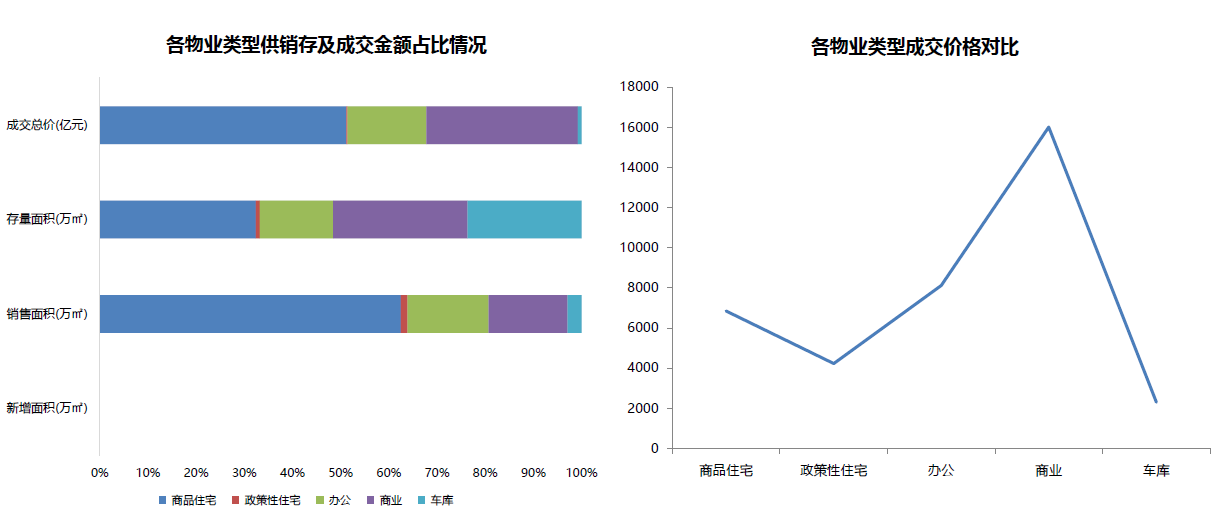 各物业类型供销存及成交金额占比情况
成交总价(亿元)
存量面积(万㎡)
销售面积(万㎡)
新增面积(万㎡)
0% 10% 20% 30% 40% 50% 60% 70% 80% 90% 100%
商品住宅 政策性住宅 办公 商业 车库
各物业类型成交价格对比
18000
16000
14000
12000
10000
8000
6000
4000
2000
0
商品住宅 政策性住宅 办公 商业 车库